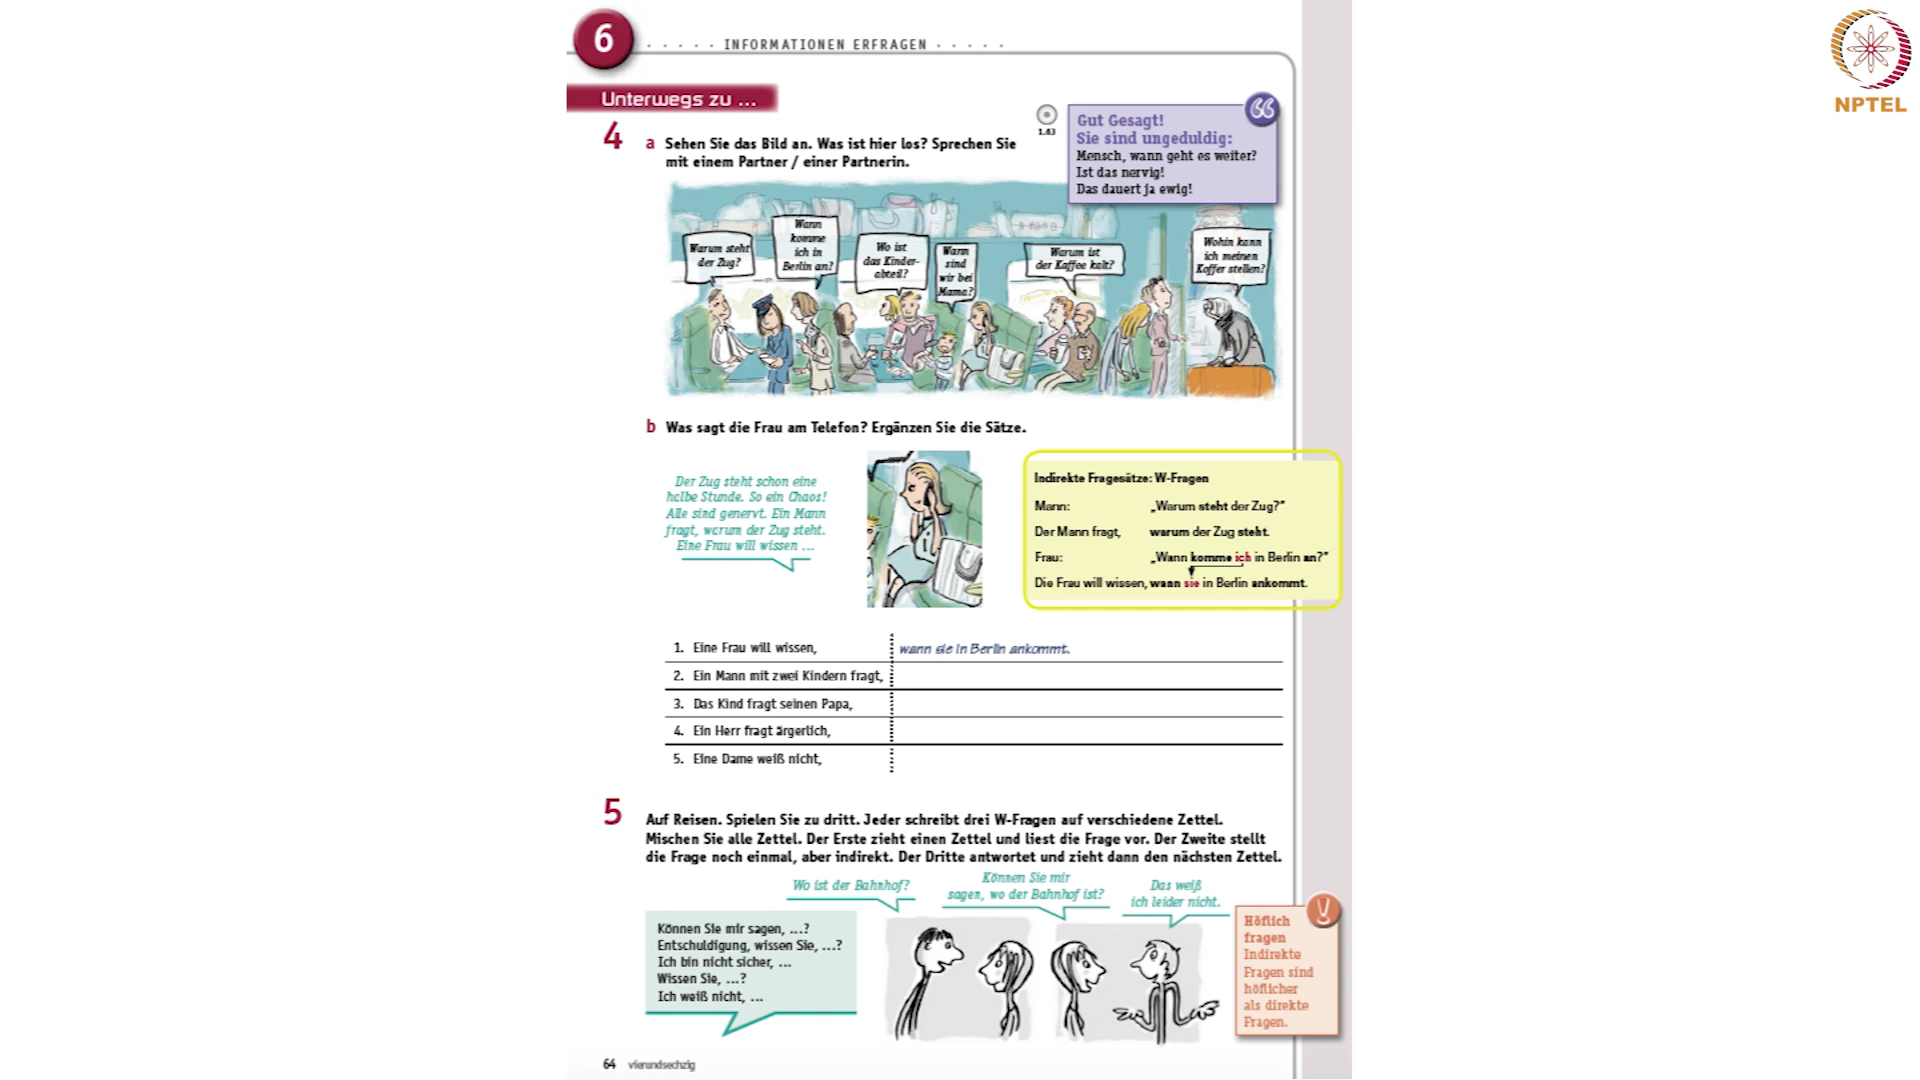 6
INFORMATIONEN ERFRAGEN
NPTEL
Unterwegs zu ...
4
a Sehen Sie das Bild an. Was ist hier los? Sprechen Sie
mit einem Partner / einer Partnerin.
1.63
Gut Gesagt!
Sie sind ungeduldig:
Mensch, wann geht es weiter?
Ist das nervig!
Das dauert ja ewig!
Warum steht
der Zug?
Wann
komme
ich in
Berlin an?
Wo ist
das Kinder-
abteil?
Wann
sind
wir bei
Mama?
Warum ist
der Kaffee kalt?
Wohin kann
ich meinen
Koffer stellen?
b Was sagt die Frau am Telefon? Ergänzen Sie die Sätze.
Der Zug steht schon eine
halbe Stunde. So ein Chaos!
Alle sind genervt. Ein Mann
fragt, warum der Zug steht.
Eine Frau will wissen ...
Indirekte Fragesätze: W-Fragen
Mann: „Warum steht der Zug?“
Der Mann fragt, warum der Zug steht.
Frau: „Wann komme ich in Berlin an?“
Die Frau will wissen, wann sie in Berlin ankommt.
1. Eine Frau will wissen, wann sie in Berlin ankommt.
2. Ein Mann mit zwei Kindern fragt,
3. Das Kind fragt seinen Papa,
4. Ein Herr fragt ärgerlich,
5. Eine Dame weiß nicht,
5
Auf Reisen. Spielen Sie zu dritt. Jeder schreibt drei W-Fragen auf verschiedene Zettel.
Mischen Sie alle Zettel. Der Erste zieht einen Zettel und liest die Frage vor. Der Zweite stellt
die Frage noch einmal, aber indirekt. Der Dritte antwortet und zieht dann den nächsten Zettel.
Wo ist der Bahnhof?
Können Sie mir
sagen, wo der Bahnhof ist?
Das weiß
ich leider nicht.
Können Sie mir sagen, ...?
Entschuldigung, wissen Sie, ...?
Ich bin nicht sicher, ...
Wissen Sie, ...?
Ich weiß nicht, ...
Höflich
fragen
Indirekte
Fragen sind
höflicher
als direkte
Fragen.
64 vierundsechzig